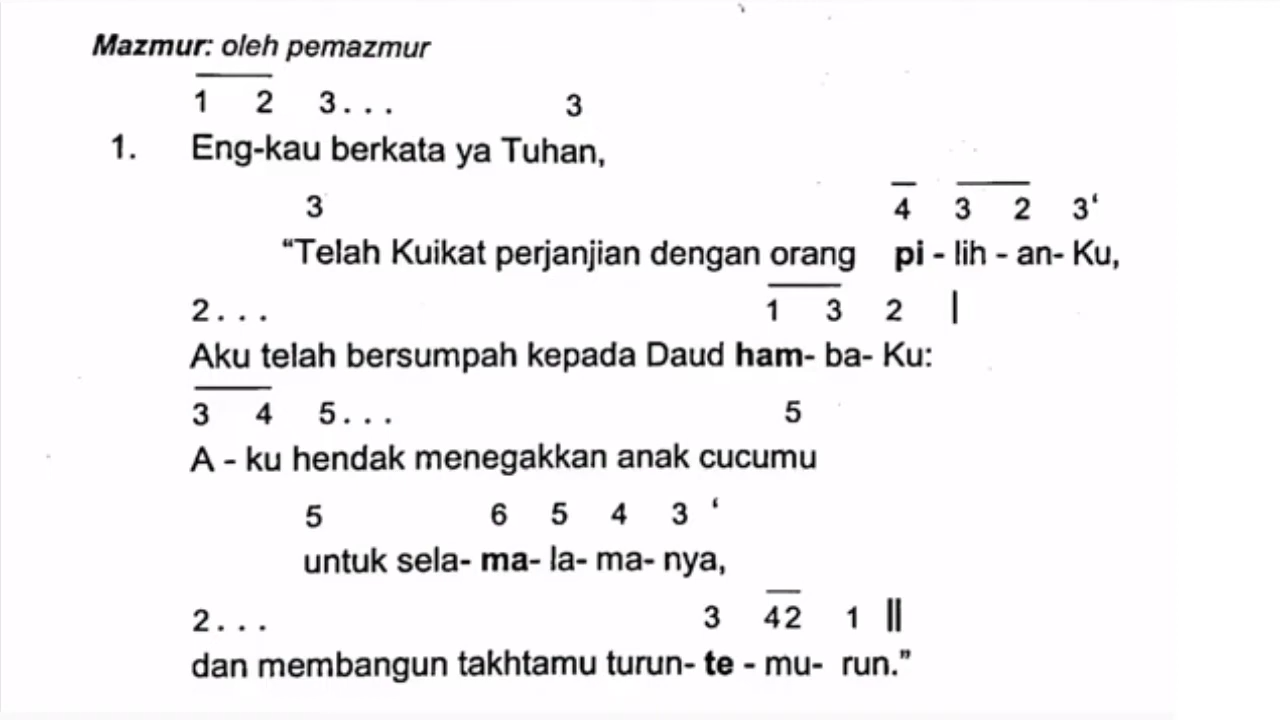 Mazmur: oleh pemazmur
1 2 3... 3
1. Eng-kau berkata ya Tuhan,
3 4 3 2 3‘
“Telah Kuikat perjanjian dengan orang pi - lih - an- Ku,
2... 1 3 2 |
Aku telah bersumpah kepada Daud ham- ba- Ku:
3 4 5... 5
A - ku hendak menegakkan anak cucumu
5 6 5 4 3 ‘
untuk sela- ma- la- ma- nya,
2... 3 42 1 ||
dan membangun takhtamu turun- te - mu- run.”